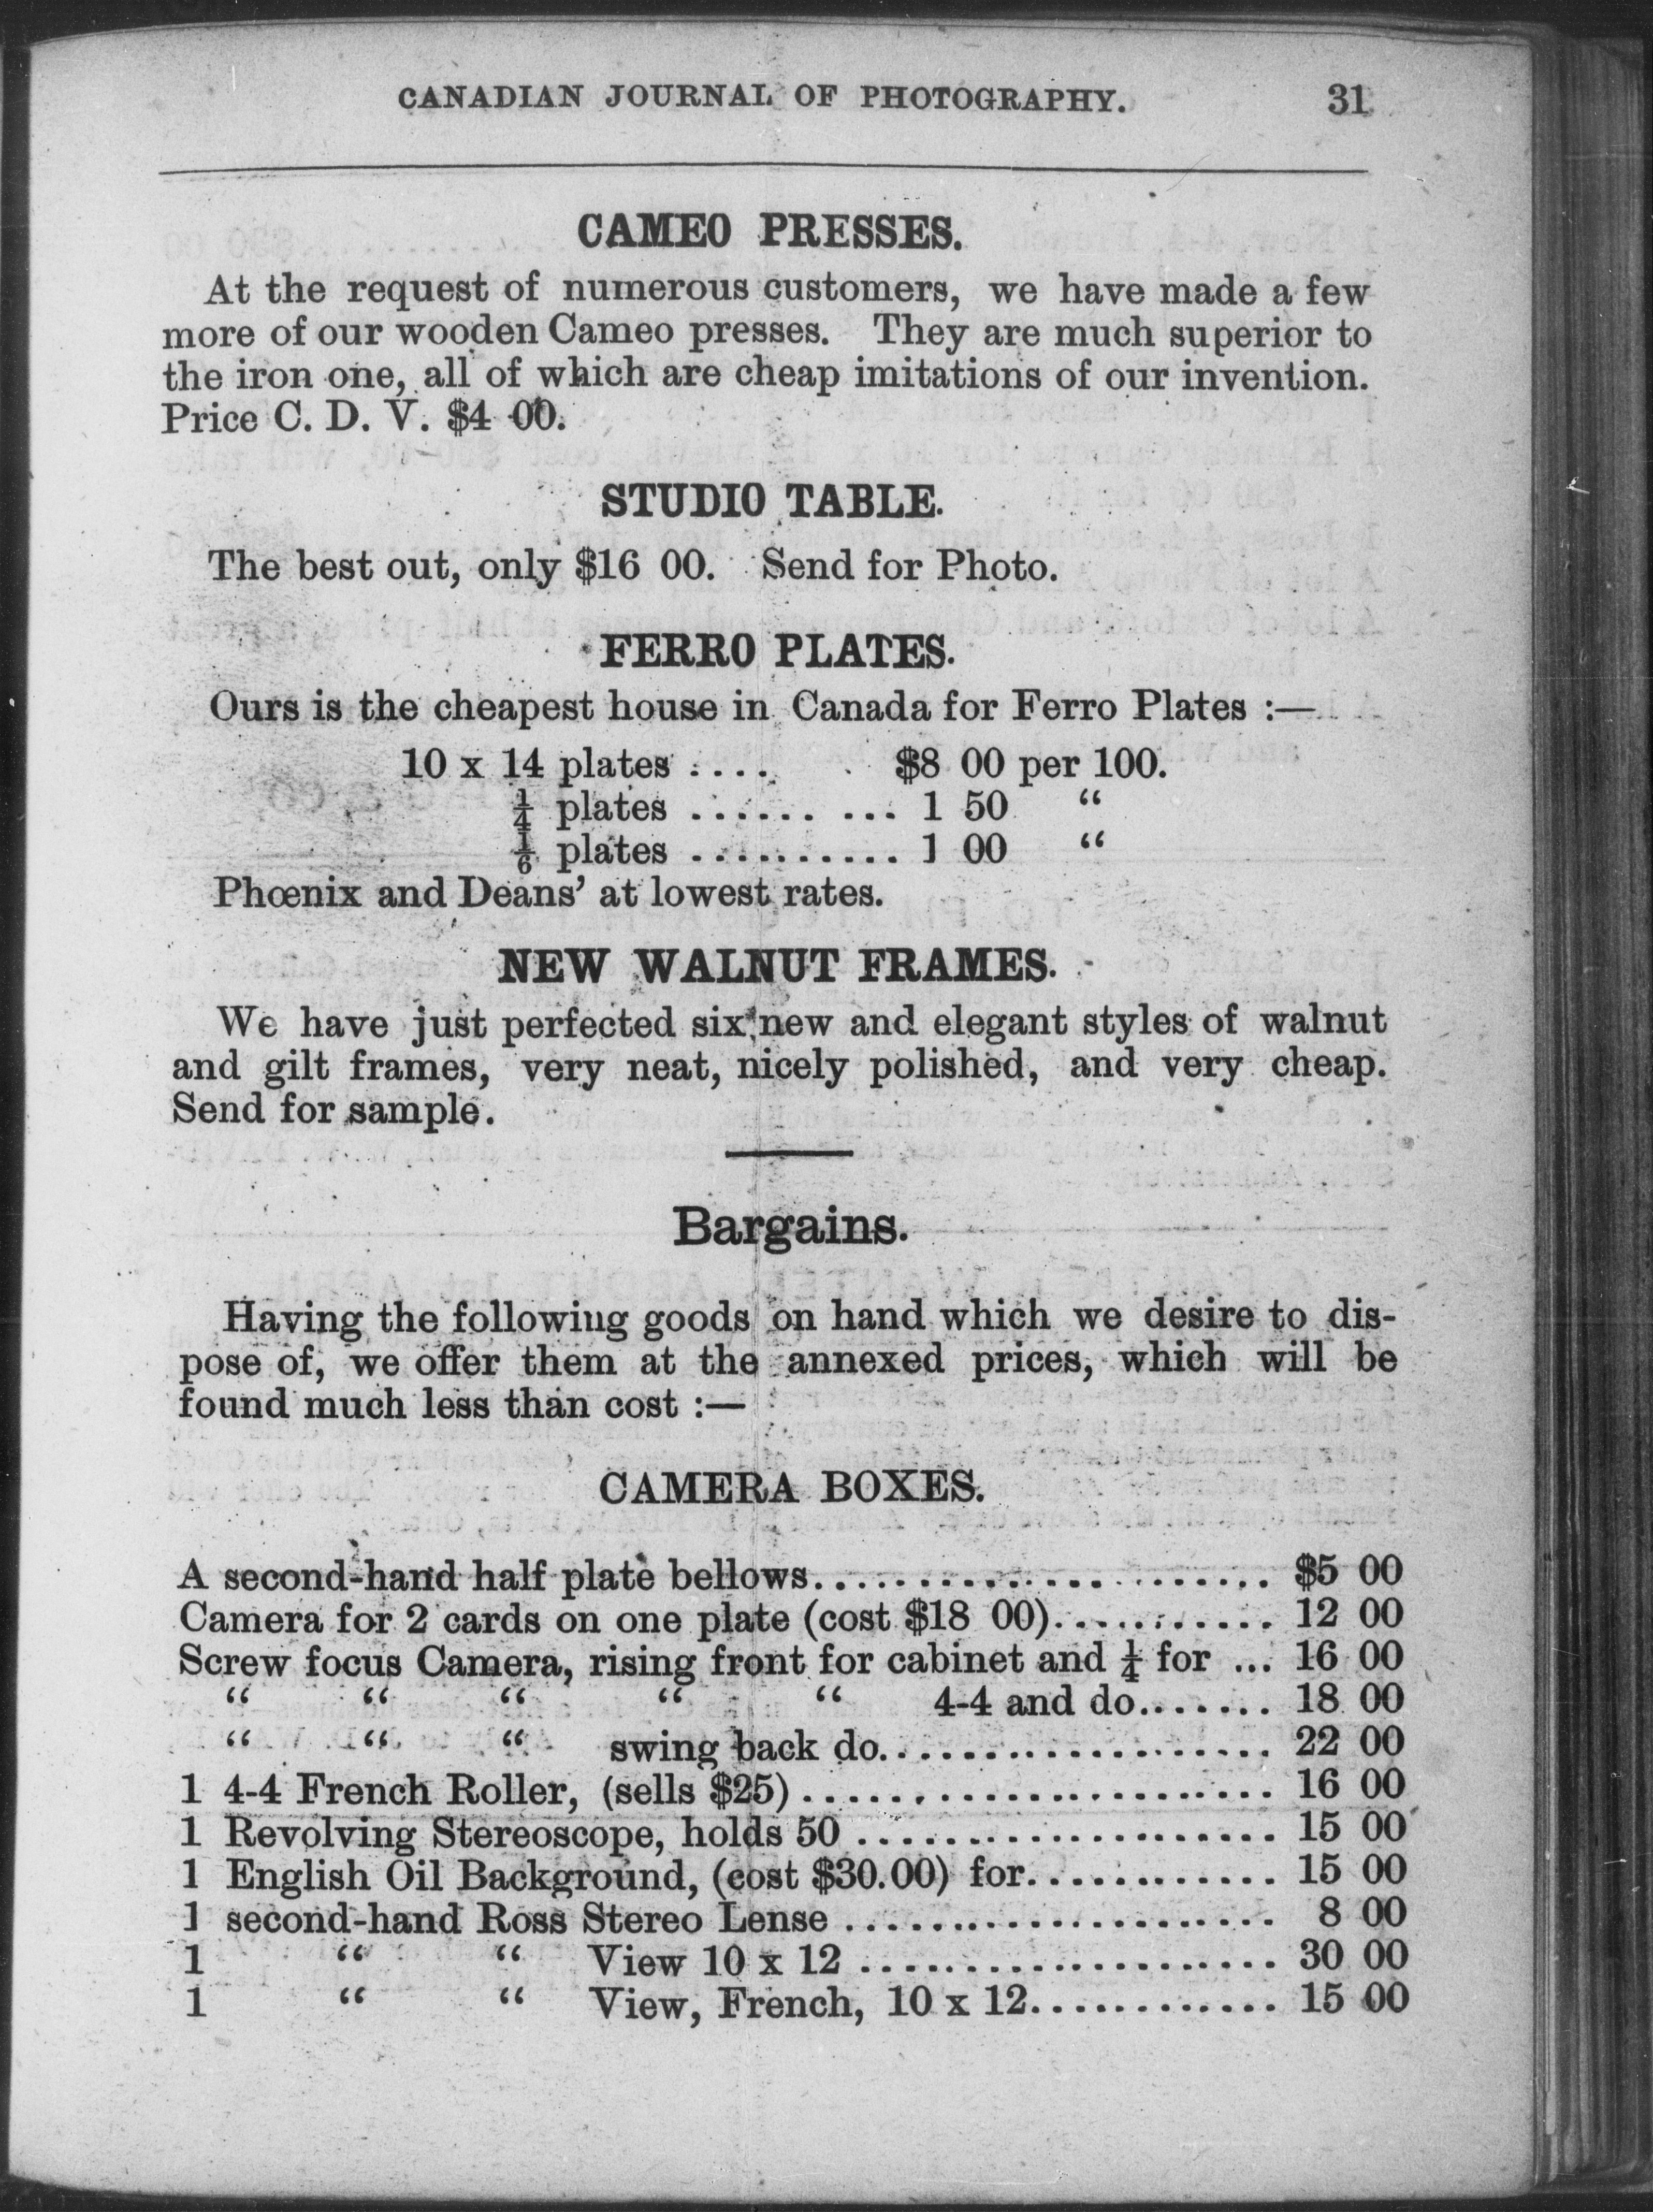 CANADIAN JOURNAL OF PHOTOGRAPHY. 31
CAMEO PRESSES.
At the request of numerous customers, we have made a few
more of our wooden Cameo presses. They are much superior to
the iron one, all of which are cheap imitations of our invention.
Price C. D. V. $4 00.
STUDIO TABLE.
The best out, only $16 00. Send for Photo.
FERRO PLATES.
Ours is the cheapest house in Canada for Ferro Plates :—
10 x 14 plates .... $8 00 per 100.
¼ plates ...... ... 1 50 “
⅙ plates .......... 1 00 “
Phœnix and Deans’ at lowest rates.
NEW WALNUT FRAMES.
We have just perfected six new and elegant styles of walnut
and gilt frames, very neat, nicely polished, and very cheap.
Send for sample.
Bargains.
Having the followiug goods on hand which we desire to dis-
pose of, we offer them at the annexed prices, which will be
found much less than cost :—
CAMERA BOXES.
A second-hand half plate bellows.......................... $5 00
Camera for 2 cards on one plate (cost $18 00)............ 12 00
Screw focus Camera, rising front for cabinet and ¼ for ... 16 00
“ “ “ “ “ 4-4 and do....... 18 00
“ “ “ swing back do...................... 22 00
1 4-4 French Roller, (sells $25) .......................... 16 00
1 Revolving Stereoscope, holds 50 ....................... 15 00
1 English Oil Background, (cost $30.00) for............. 15 00
1 second-hand Ross Stereo Lense ....................... 8 00
1 “ “ View 10 x 12 ....................... 30 00
1 “ “ View, French, 10 x 12............. 15 00